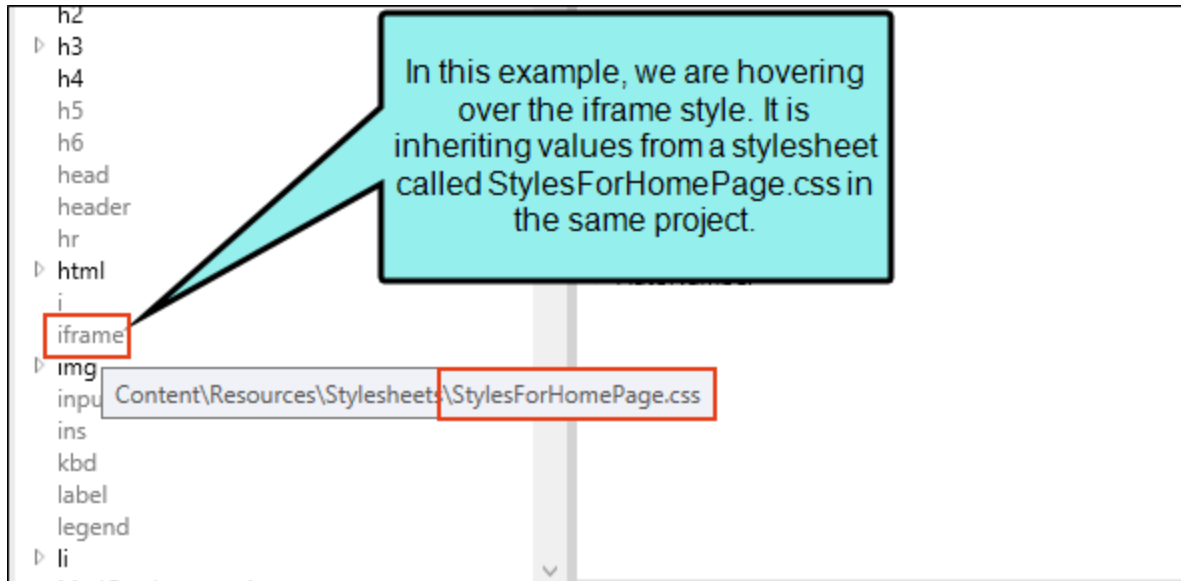 h2
h3
h4
h5
h6
head
header
hr
html
i
iframe
img
ins
kbd
label
legend
li
In this example, we are hovering
over the iframe style. It is
inheriting values from a stylesheet
called StylesForHomePage.css in
the same project.
Content\Resources\Stylesheets\StylesForHomePage.css